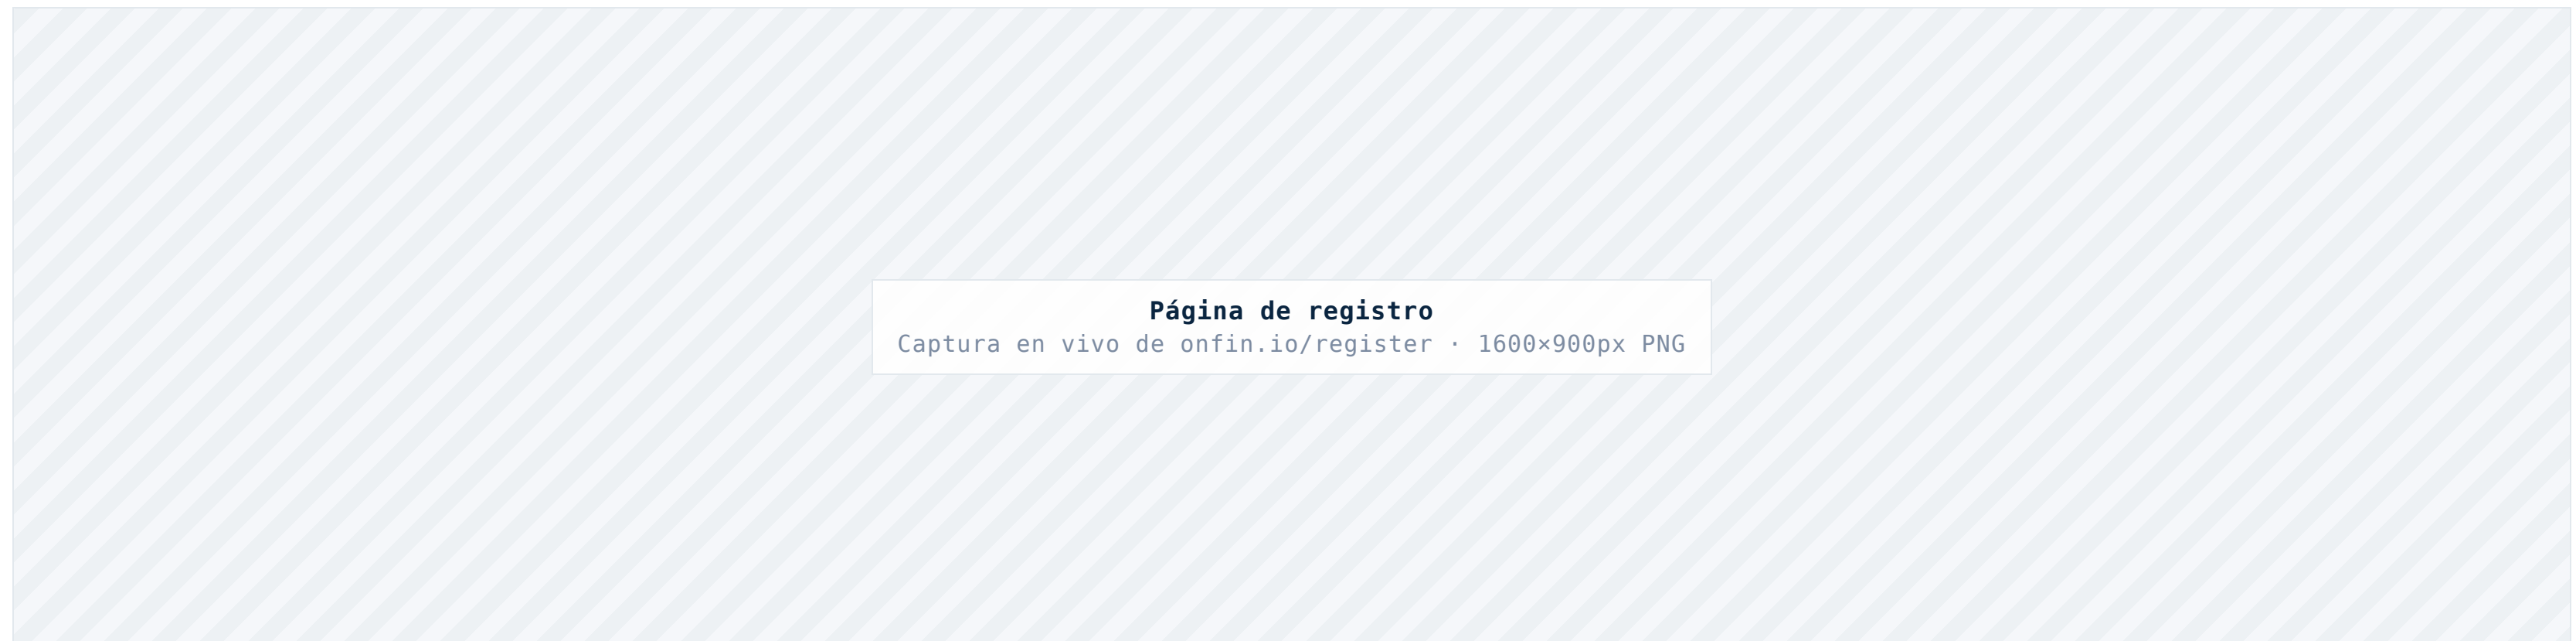 Página de registro
Captura en vivo de onfin.io/register · 1600×900px PNG